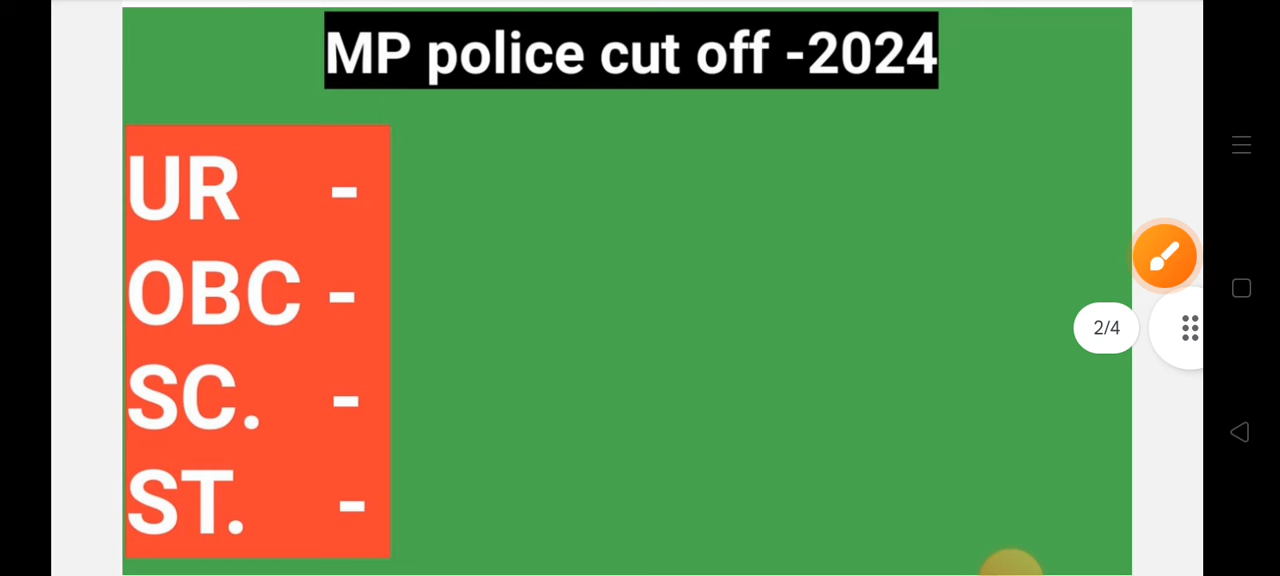 MP police cut off -2024
UR -
OBC -
SC. -
ST. -
2/4